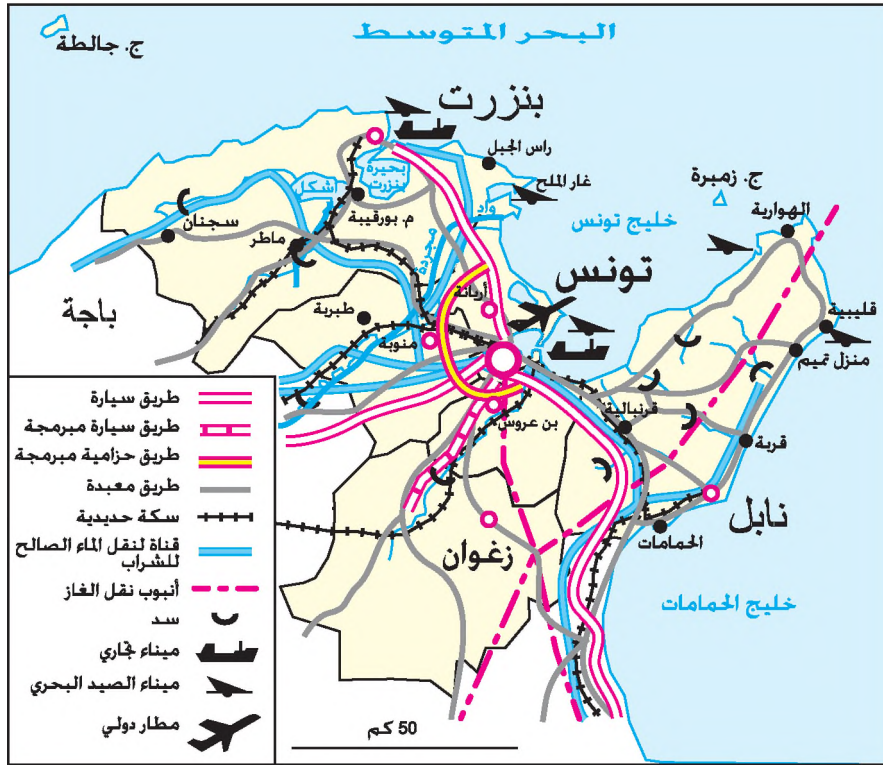 البحر المتوسط
ج. جالطة
بنزرت
راس الجبل
غار الملح
ج. زمبرة
الهوارية
بحيرة
بنزرت
شكل
م. بورقيبة
واد
مجردة
خليج تونس
سجنان
ماطر
تونس
أريانة
باجة
طبربة
منوبة
قليبية
منزل تميم
قرنبالية
بن عروس
قربة
نابل
الحمامات
زغوان
خليج الحمامات
طريق سيارة
طريق سيارة مبرمجة
طريق حزامية مبرمجة
طريق معبدة
سكة حديدية
قناة لنقل الماء الصالح
للشراب
أنبوب نقل الغاز
سد
ميناء تجاري
ميناء الصيد البحري
مطار دولي
50 كم